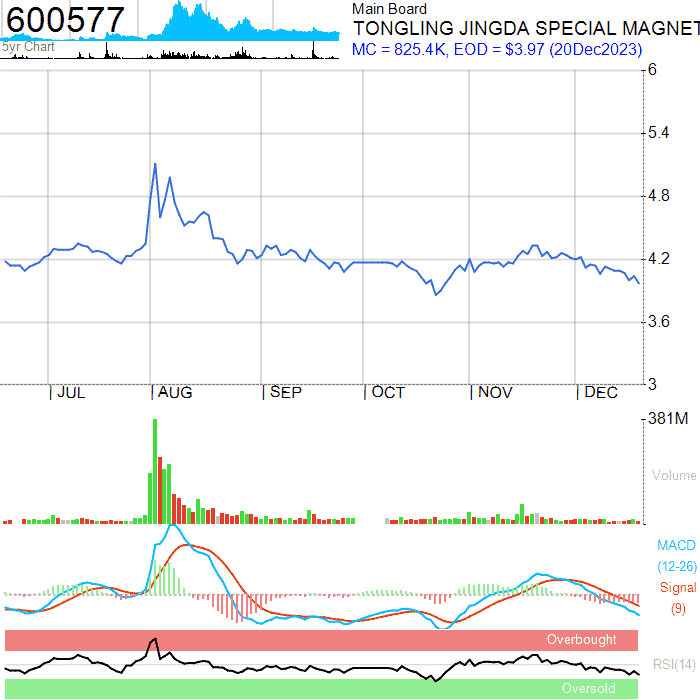 600577
5yr Chart
Main Board
TONGLING JINGDA SPECIAL MAGNET
MC = 825.4K, EOD = $3.97 (20Dec2023)
6
5.4
4.8
4.2
3.6
3
JUL
AUG
SEP
OCT
NOV
DEC
381M
Volume
MACD
(12-26)
Signal
(9)
Overbought
RSI(14)
Oversold